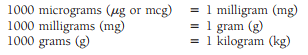 1000 micrograms (μg or mcg) = 1 milligram (mg)
1000 milligrams (mg) = 1 gram (g)
1000 grams (g) = 1 kilogram (kg)